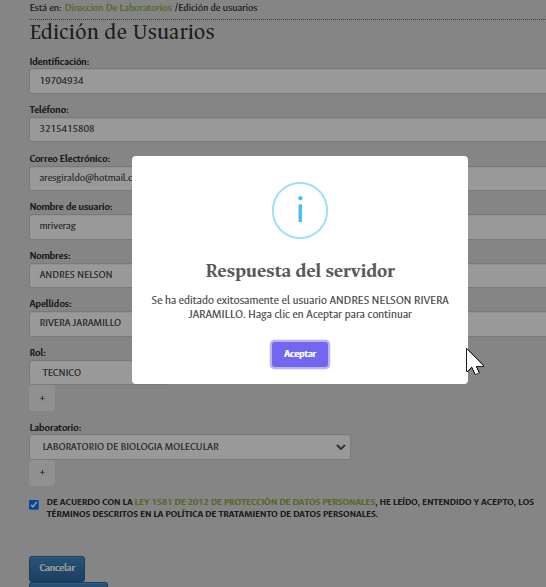 Está en: Direccion De Laboratorios /Edición de usuarios
Edición de Usuarios
Identificación:
19704934
Teléfono:
3215415808
Correo Electrónico:
aresgiraldo@hotmail.c
Nombre de usuario:
mriverag
Nombres:
ANDRES NELSON
Apellidos:
RIVERA JARAMILLO
Rol:
TECNICO
+
Laboratorio:
LABORATORIO DE BIOLOGIA MOLECULAR
+
DE ACUERDO CON LA LEY 1581 DE 2012 DE PROTECCIÓN DE DATOS PERSONALES, HE LEÍDO, ENTENDIDO Y ACEPTO, LOS
TÉRMINOS DESCRITOS EN LA POLÍTICA DE TRATAMIENTO DE DATOS PERSONALES.
Cancelar
i
Respuesta del servidor
Se ha editado exitosamente el usuario ANDRES NELSON RIVERA
JARAMILLO. Haga clic en Aceptar para continuar
Aceptar